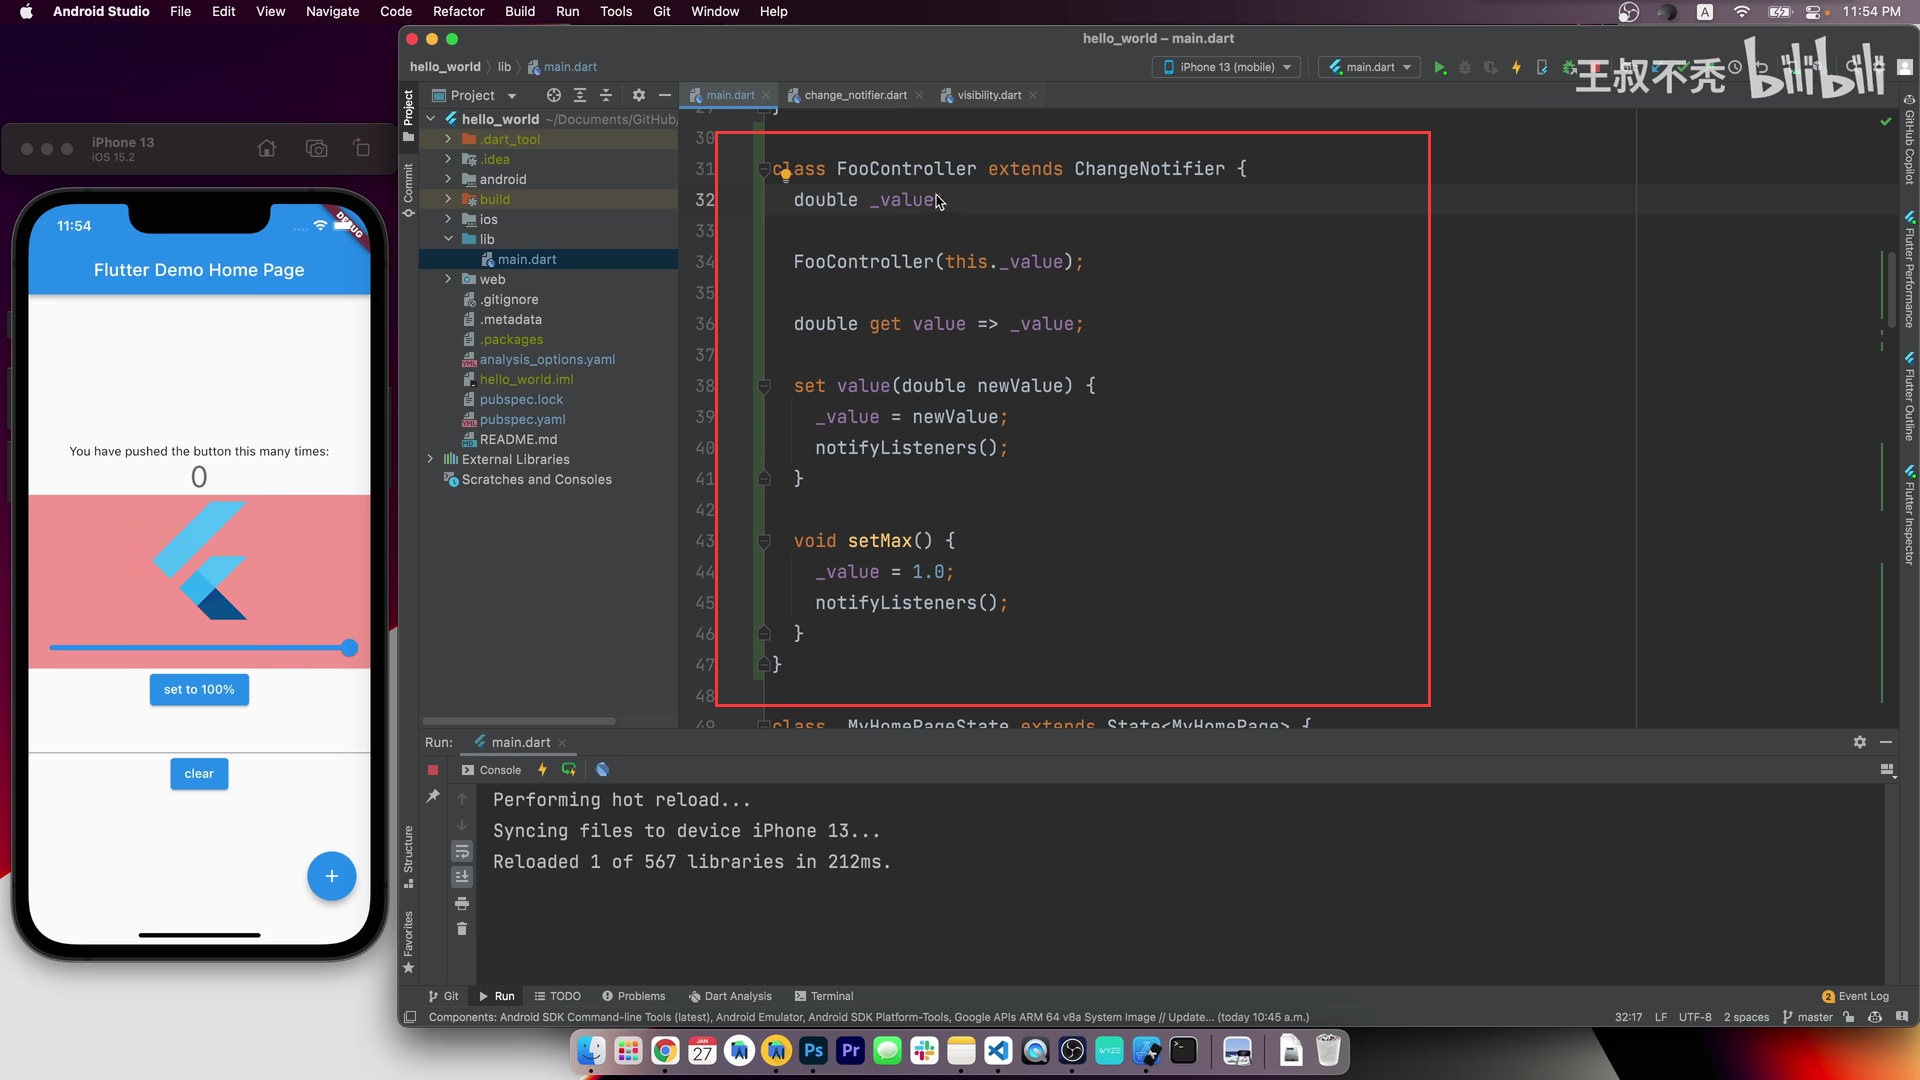 Android Studio File Edit View Navigate Code Refactor Build Run Tools Git Window Help A 11:54 PM
hello_world – main.dart
hello_world lib main.dart
iPhone 13 (mobile) main.dart
王叔不秃 bilibili
Project
main.dart change_notifier.dart visibility.dart
hello_world ~/Documents/GitHub/
.dart_tool
.idea
android
build
ios
lib
main.dart
web
.gitignore
.metadata
.packages
analysis_options.yaml
hello_world.iml
pubspec.lock
pubspec.yaml
README.md
External Libraries
Scratches and Consoles
Project
Commit
Structure
Favorites
iPhone 13
iOS 15.2
11:54
DEBUG
Flutter Demo Home Page
You have pushed the button this many times:
0
set to 100%
clear
+
30
31 class FooController extends ChangeNotifier {
32 double _value
33
34 FooController(this._value);
35
36 double get value => _value;
37
38 set value(double newValue) {
39 _value = newValue;
40 notifyListeners();
41 }
42
43 void setMax() {
44 _value = 1.0;
45 notifyListeners();
46 }
47 }
48
49 class _MyHomePageState extends State<MyHomePage> {
GitHub Copilot
Flutter Performance
Flutter Outline
Flutter Inspector
Run: main.dart
Console
Performing hot reload...
Syncing files to device iPhone 13...
Reloaded 1 of 567 libraries in 212ms.
Git Run TODO Problems Dart Analysis Terminal 2 Event Log
Components: Android SDK Command-line Tools (latest), Android Emulator, Android SDK Platform-Tools, Google APIs ARM 64 v8a System Image // Update... (today 10:45 a.m.) 32:17 LF UTF-8 2 spaces master
JAN
27
Ps
Pr
WYZE